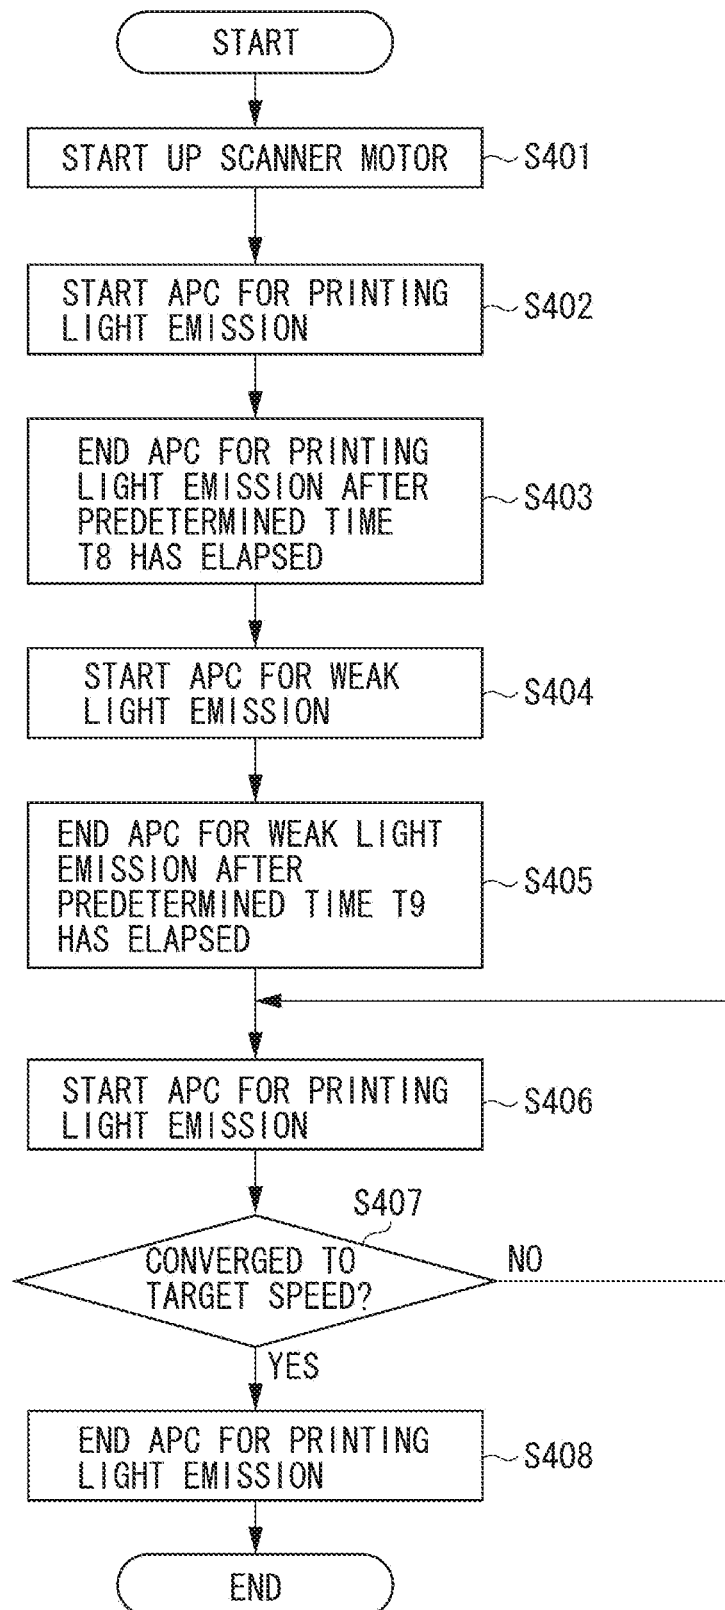 START
START UP SCANNER MOTOR
S401
START APC FOR PRINTING
LIGHT EMISSION
S402
END APC FOR PRINTING
LIGHT EMISSION AFTER
PREDETERMINED TIME
T8 HAS ELAPSED
S403
START APC FOR WEAK
LIGHT EMISSION
S404
END APC FOR WEAK LIGHT
EMISSION AFTER
PREDETERMINED TIME T9
HAS ELAPSED
S405
START APC FOR PRINTING
LIGHT EMISSION
S406
S407
CONVERGED TO
TARGET SPEED?
NO
YES
END APC FOR PRINTING
LIGHT EMISSION
S408
END